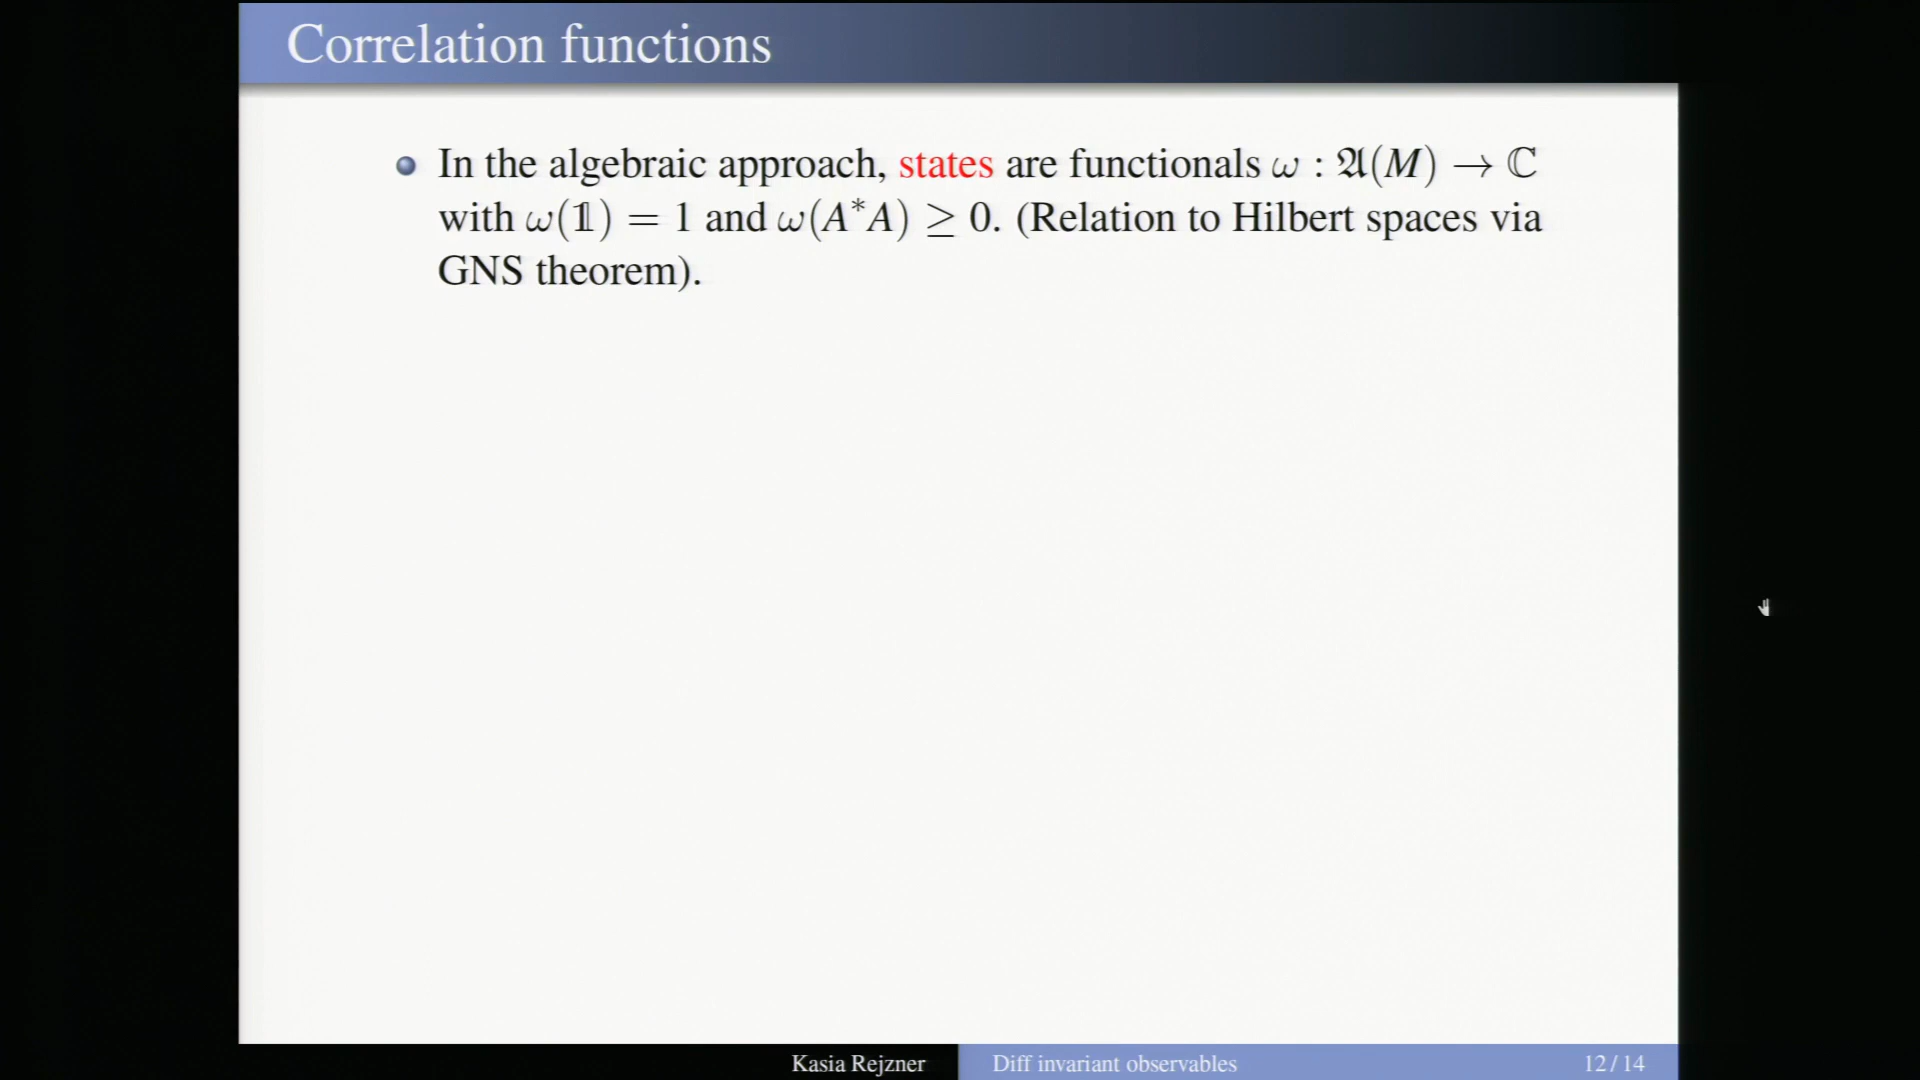 Correlation functions
In the algebraic approach, states are functionals ω : 𝔄(M) → ℂ
with ω(𝟙) = 1 and ω(A*A) ≥ 0. (Relation to Hilbert spaces via
GNS theorem).
Kasia Rejzner Diff invariant observables 12 / 14